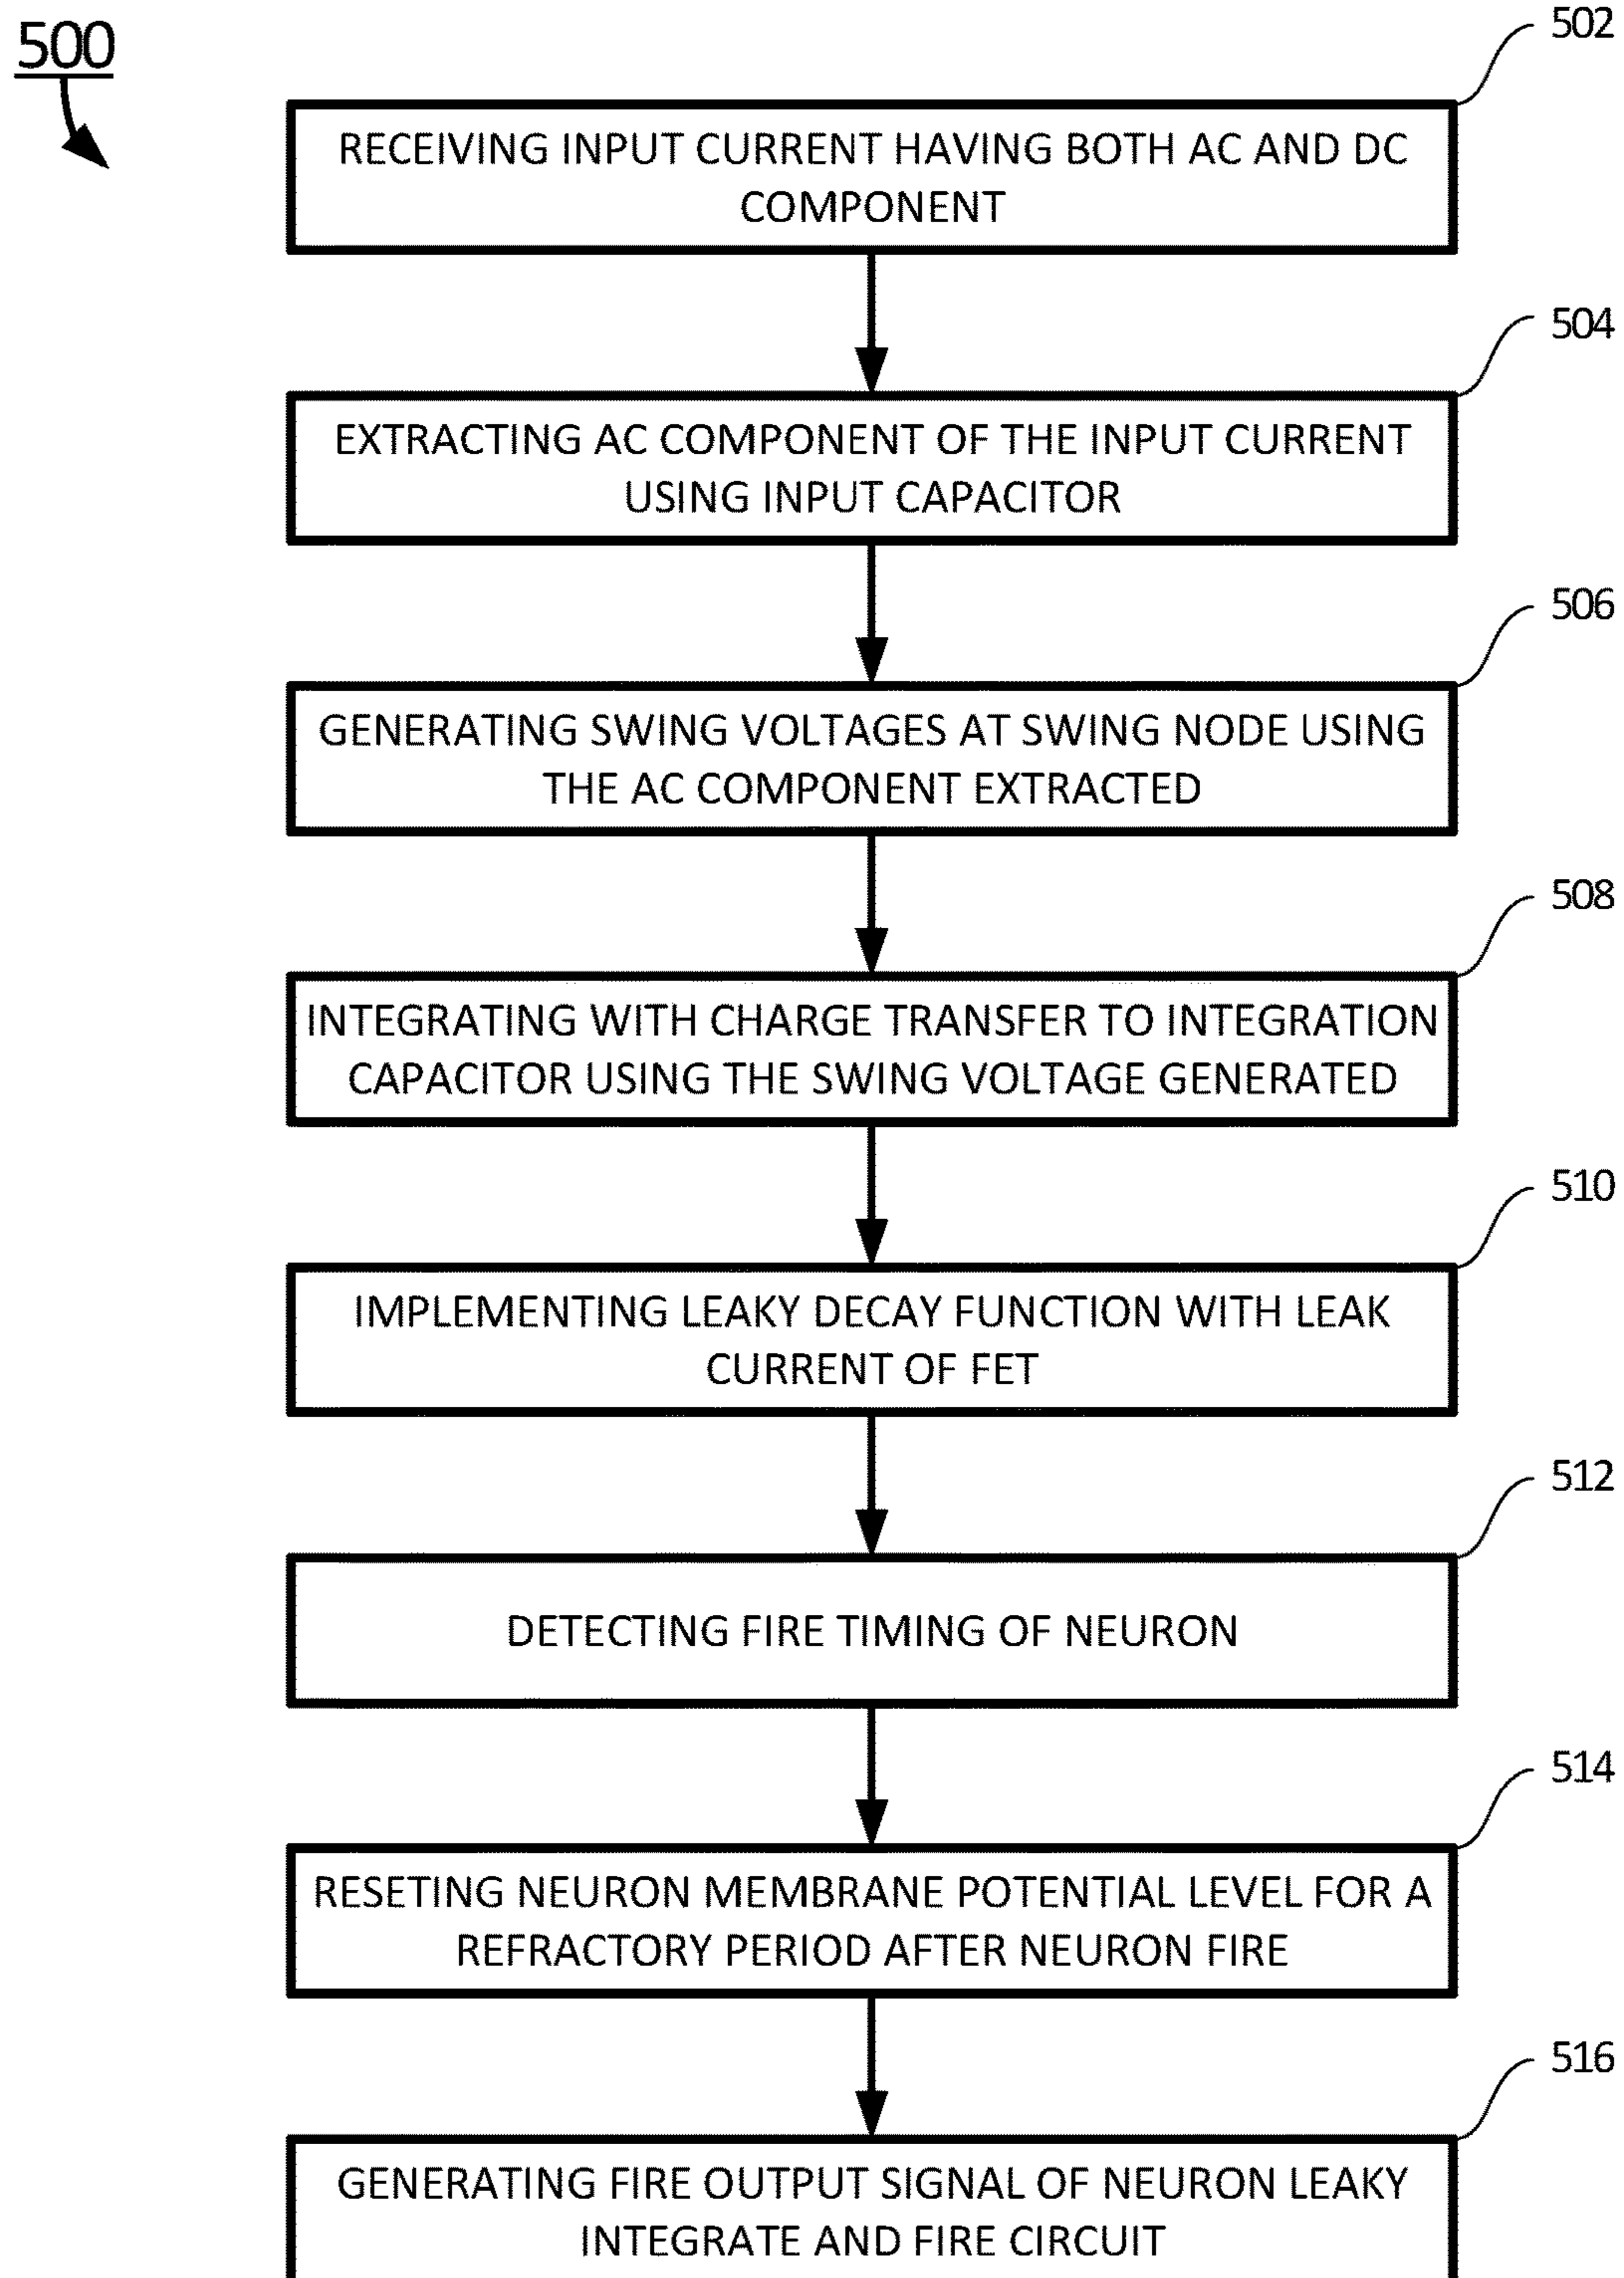 500
502
RECEIVING INPUT CURRENT HAVING BOTH AC AND DC
COMPONENT
504
EXTRACTING AC COMPONENT OF THE INPUT CURRENT
USING INPUT CAPACITOR
506
GENERATING SWING VOLTAGES AT SWING NODE USING
THE AC COMPONENT EXTRACTED
508
INTEGRATING WITH CHARGE TRANSFER TO INTEGRATION
CAPACITOR USING THE SWING VOLTAGE GENERATED
510
IMPLEMENTING LEAKY DECAY FUNCTION WITH LEAK
CURRENT OF FET
512
DETECTING FIRE TIMING OF NEURON
514
RESETING NEURON MEMBRANE POTENTIAL LEVEL FOR A
REFRACTORY PERIOD AFTER NEURON FIRE
516
GENERATING FIRE OUTPUT SIGNAL OF NEURON LEAKY
INTEGRATE AND FIRE CIRCUIT